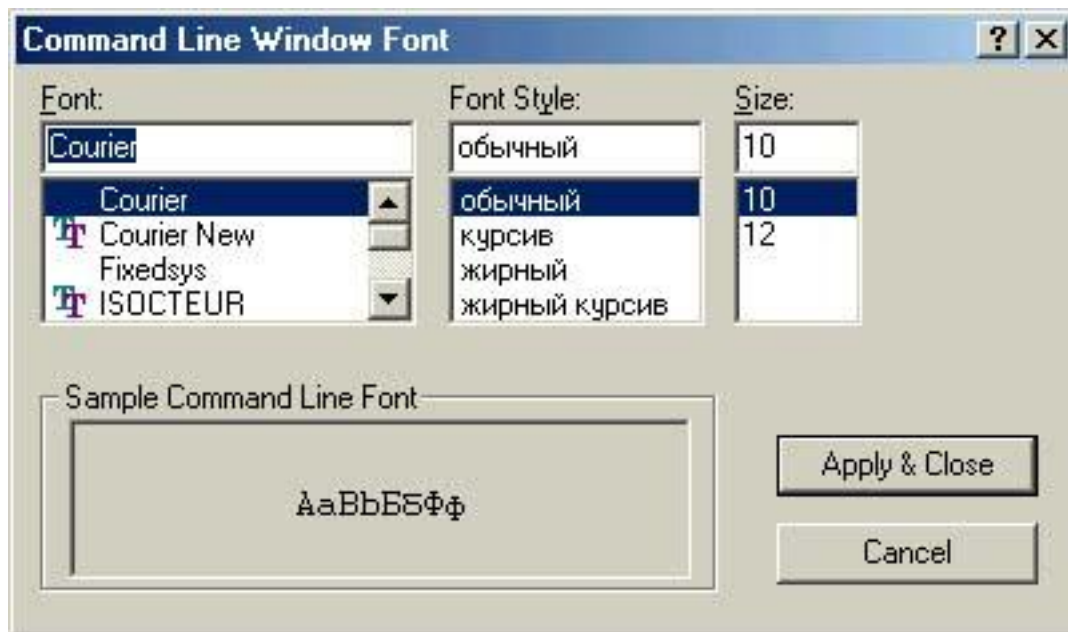 Command Line Window Font
Font:
Font Style:
Size:
Courier
обычный
10
Courier
Courier New
Fixedsys
ISOCTEUR
обычный
курсив
жирный
жирный курсив
10
12
Sample Command Line Font
AaBbБбФф
Apply & Close
Cancel